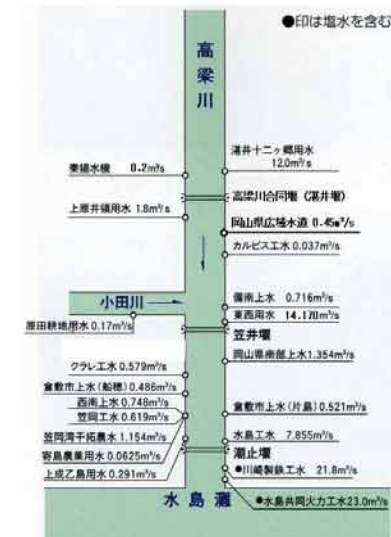 ●印は塩水を含む
高梁川
湛井十二ヶ郷用水
12.0m³/s
東揚水機 0.2m³/s
高梁川合同堰(湛井堰)
上原井領用水 1.8m³/s
岡山県広域水道 0.45m³/s
カルピス工水 0.037m³/s
小田川
備南上水 0.716m³/s
東西用水 14.170m³/s
原田耕地用水 0.17m³/s
笠井堰
岡山県南部上水1.354m³/s
クラレ工水 0.579m³/s
倉敷市上水(船穂) 0.486m³/s
西南上水 0.748m³/s
倉敷市上水(片島) 0.521m³/s
笠岡工水 0.619m³/s
笠岡湾干拓農水 1.154m³/s
水島工水 7.855m³/s
寄島農業用水 0.0625m³/s
潮止堰
上成乙島用水 0.291m³/s
●川崎製鉄工水 21.8m³/s
水島灘
●水島共同火力工水23.0m³/s